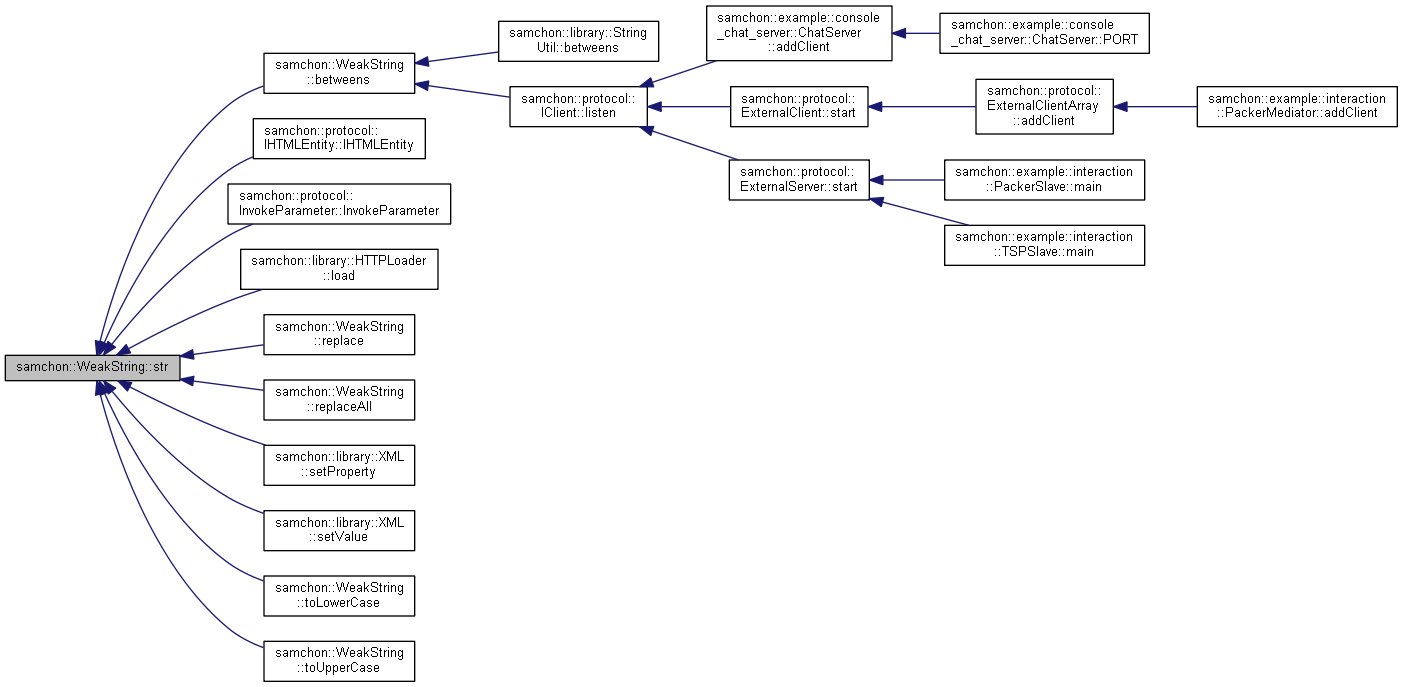 samchon::WeakString::str
samchon::WeakString
::betweens
samchon::protocol::
IHTMLEntity::IHTMLEntity
samchon::protocol::
InvokeParameter::InvokeParameter
samchon::library::HTTPLoader
::load
samchon::WeakString
::replace
samchon::WeakString
::replaceAll
samchon::library::XML
::setProperty
samchon::library::XML
::setValue
samchon::WeakString
::toLowerCase
samchon::WeakString
::toUpperCase
samchon::library::String
Util::betweens
samchon::protocol::
IClient::listen
samchon::example::console
_chat_server::ChatServer
::addClient
samchon::example::console
_chat_server::ChatServer::PORT
samchon::protocol::
ExternalClient::start
samchon::protocol::
ExternalClientArray
::addClient
samchon::example::interaction
::PackerMediator::addClient
samchon::protocol::
ExternalServer::start
samchon::example::interaction
::PackerSlave::main
samchon::example::interaction
::TSPSlave::main